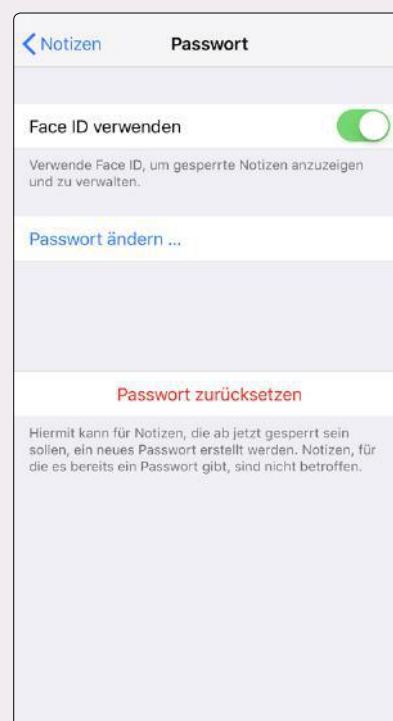 Notizen Passwort
Face ID verwenden
Verwende Face ID, um gesperrte Notizen anzuzeigen
und zu verwalten.
Passwort ändern ...
Passwort zurücksetzen
Hiermit kann für Notizen, die ab jetzt gesperrt sein
sollen, ein neues Passwort erstellt werden. Notizen, für
die es bereits ein Passwort gibt, sind nicht betroffen.